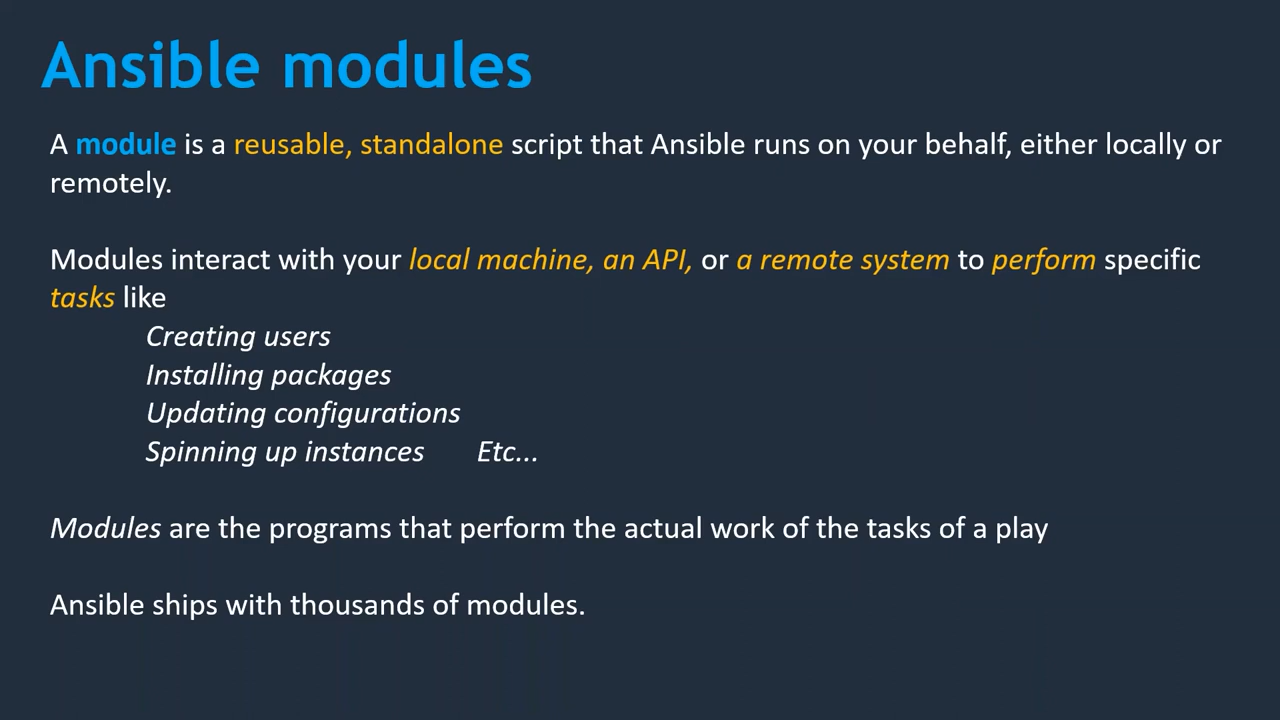 Ansible modules
A module is a reusable, standalone script that Ansible runs on your behalf, either locally or
remotely.
Modules interact with your local machine, an API, or a remote system to perform specific
tasks like
Creating users
Installing packages
Updating configurations
Spinning up instances Etc...
Modules are the programs that perform the actual work of the tasks of a play
Ansible ships with thousands of modules.